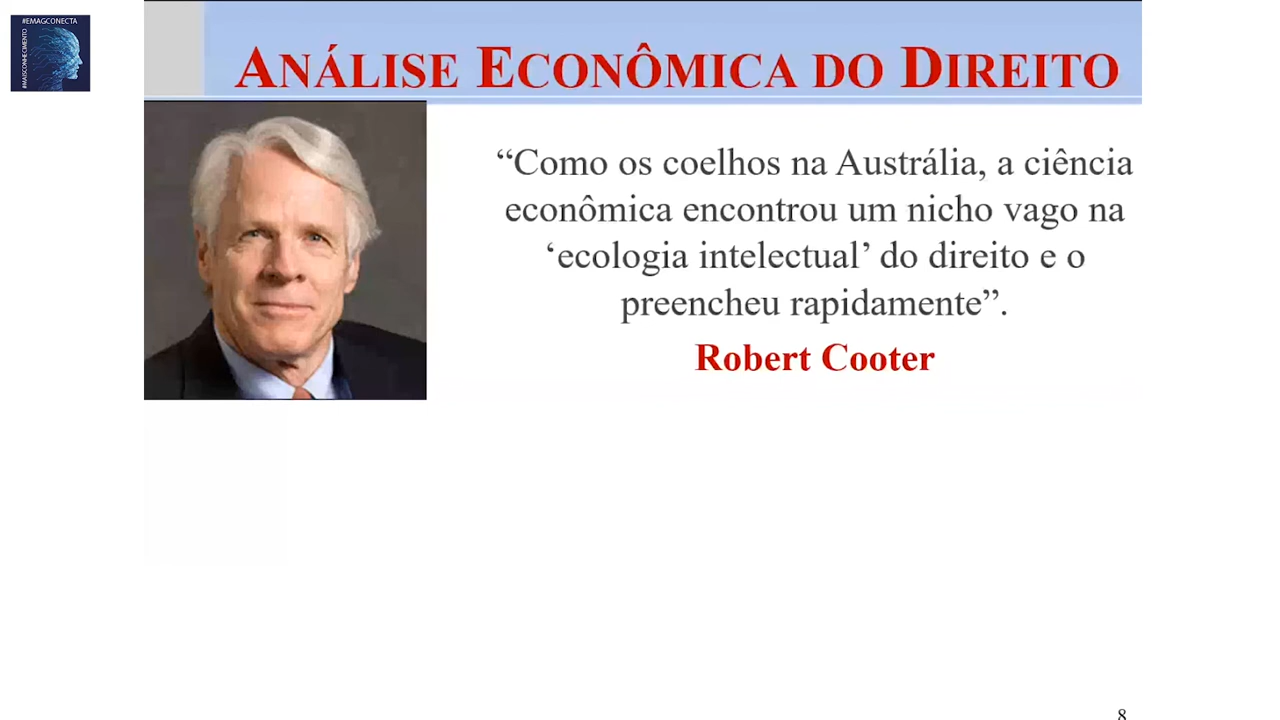 #EMAGCONECTA
#MAISCONHECIMENTO
ANÁLISE ECONÔMICA DO DIREITO
“Como os coelhos na Austrália, a ciência
econômica encontrou um nicho vago na
‘ecologia intelectual’ do direito e o
preencheu rapidamente”.
Robert Cooter
8